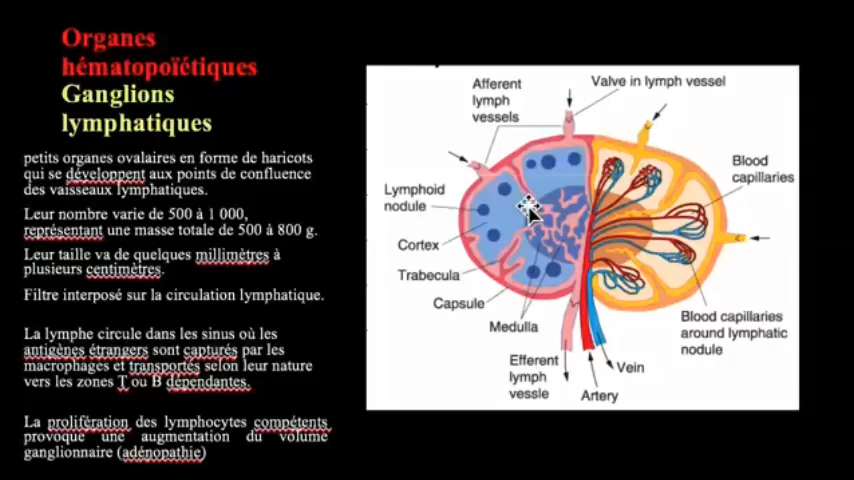 Organes
hématopoïétiques
Ganglions
lymphatiques
petits organes ovalaires en forme de haricots
qui se développent aux points de confluence
des vaisseaux lymphatiques.
Leur nombre varie de 500 à 1 000,
représentant une masse totale de 500 à 800 g.
Leur taille va de quelques millimètres à
plusieurs centimètres.
Filtre interposé sur la circulation lymphatique.
La lymphe circule dans les sinus où les
antigènes étrangers sont capturés par les
macrophages et transportés selon leur nature
vers les zones T ou B dépendantes.
La prolifération des lymphocytes compétents
provoque une augmentation du volume
ganglionnaire (adénopathie)
Afferent
lymph
vessels
Valve in lymph vessel
Blood
capillaries
Lymphoid
nodule
Cortex
Trabecula
Capsule
Medulla
Blood capillaries
around lymphatic
nodule
Efferent
lymph
vessle
Vein
Artery